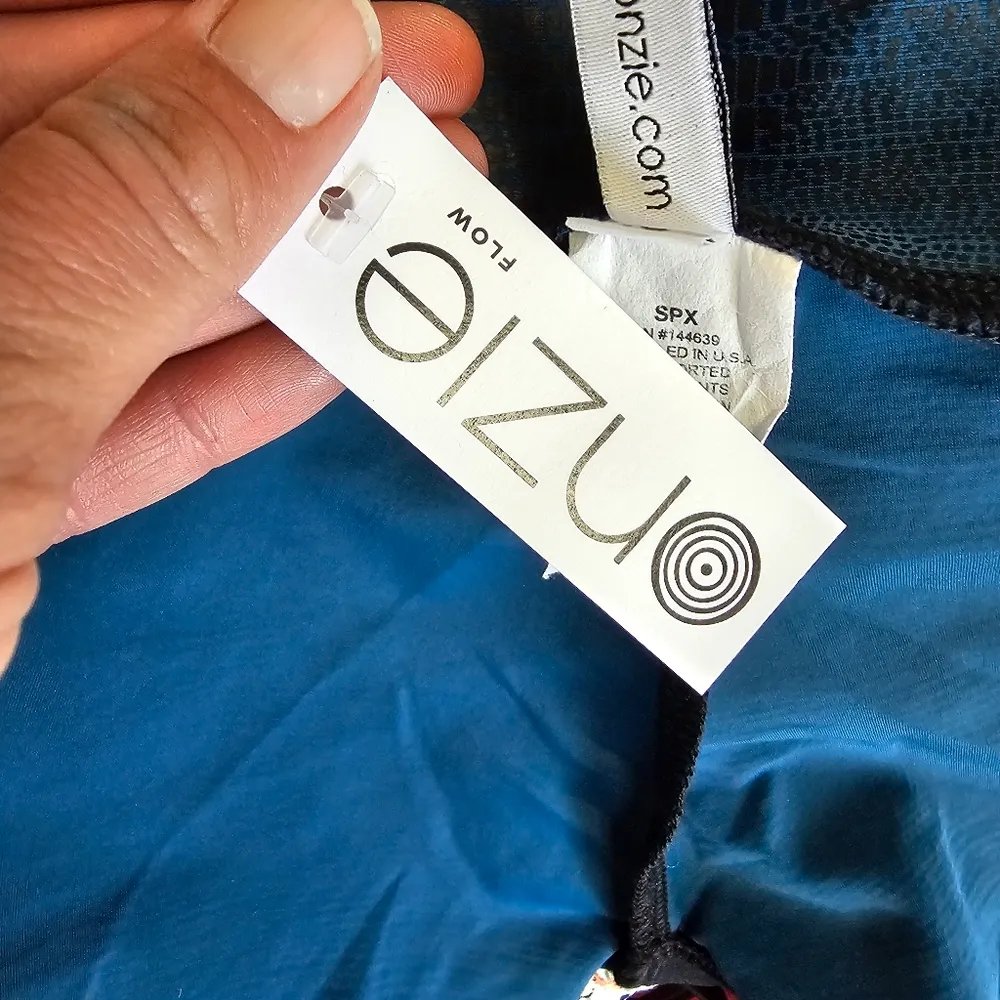 onzie
FLOW
onzie.com
SPX
N #144639
ED IN U.S.A
ORTED
NTS